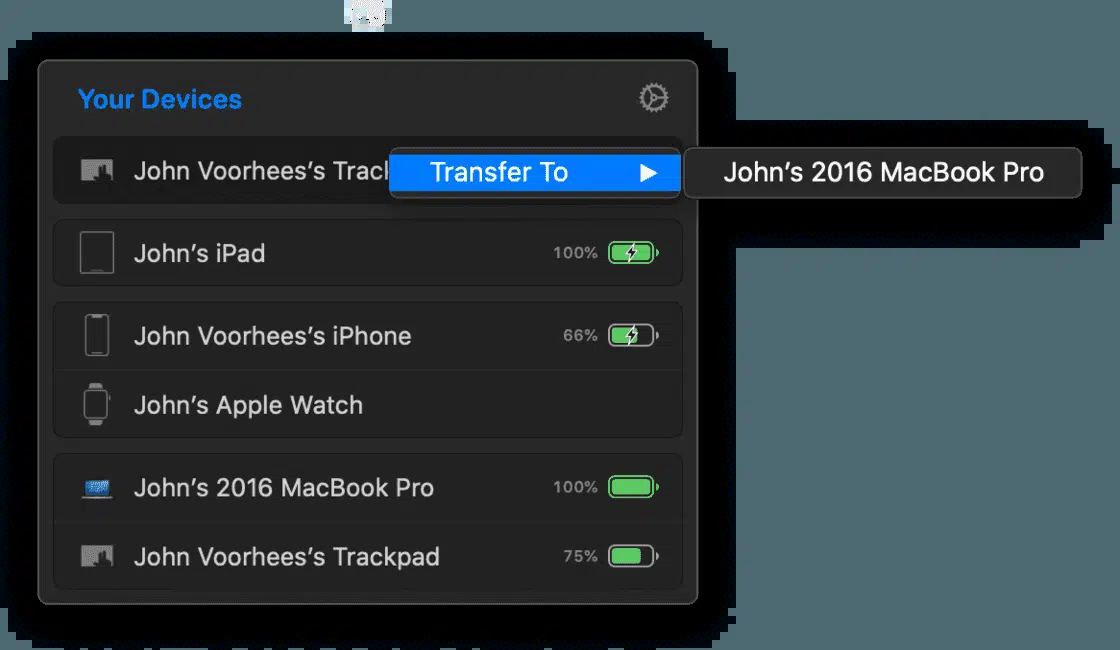 Your Devices
John Voorhees’s Track
Transfer To
John’s 2016 MacBook Pro
John’s iPad
100%
John Voorhees’s iPhone
66%
John’s Apple Watch
John’s 2016 MacBook Pro
100%
John Voorhees’s Trackpad
75%